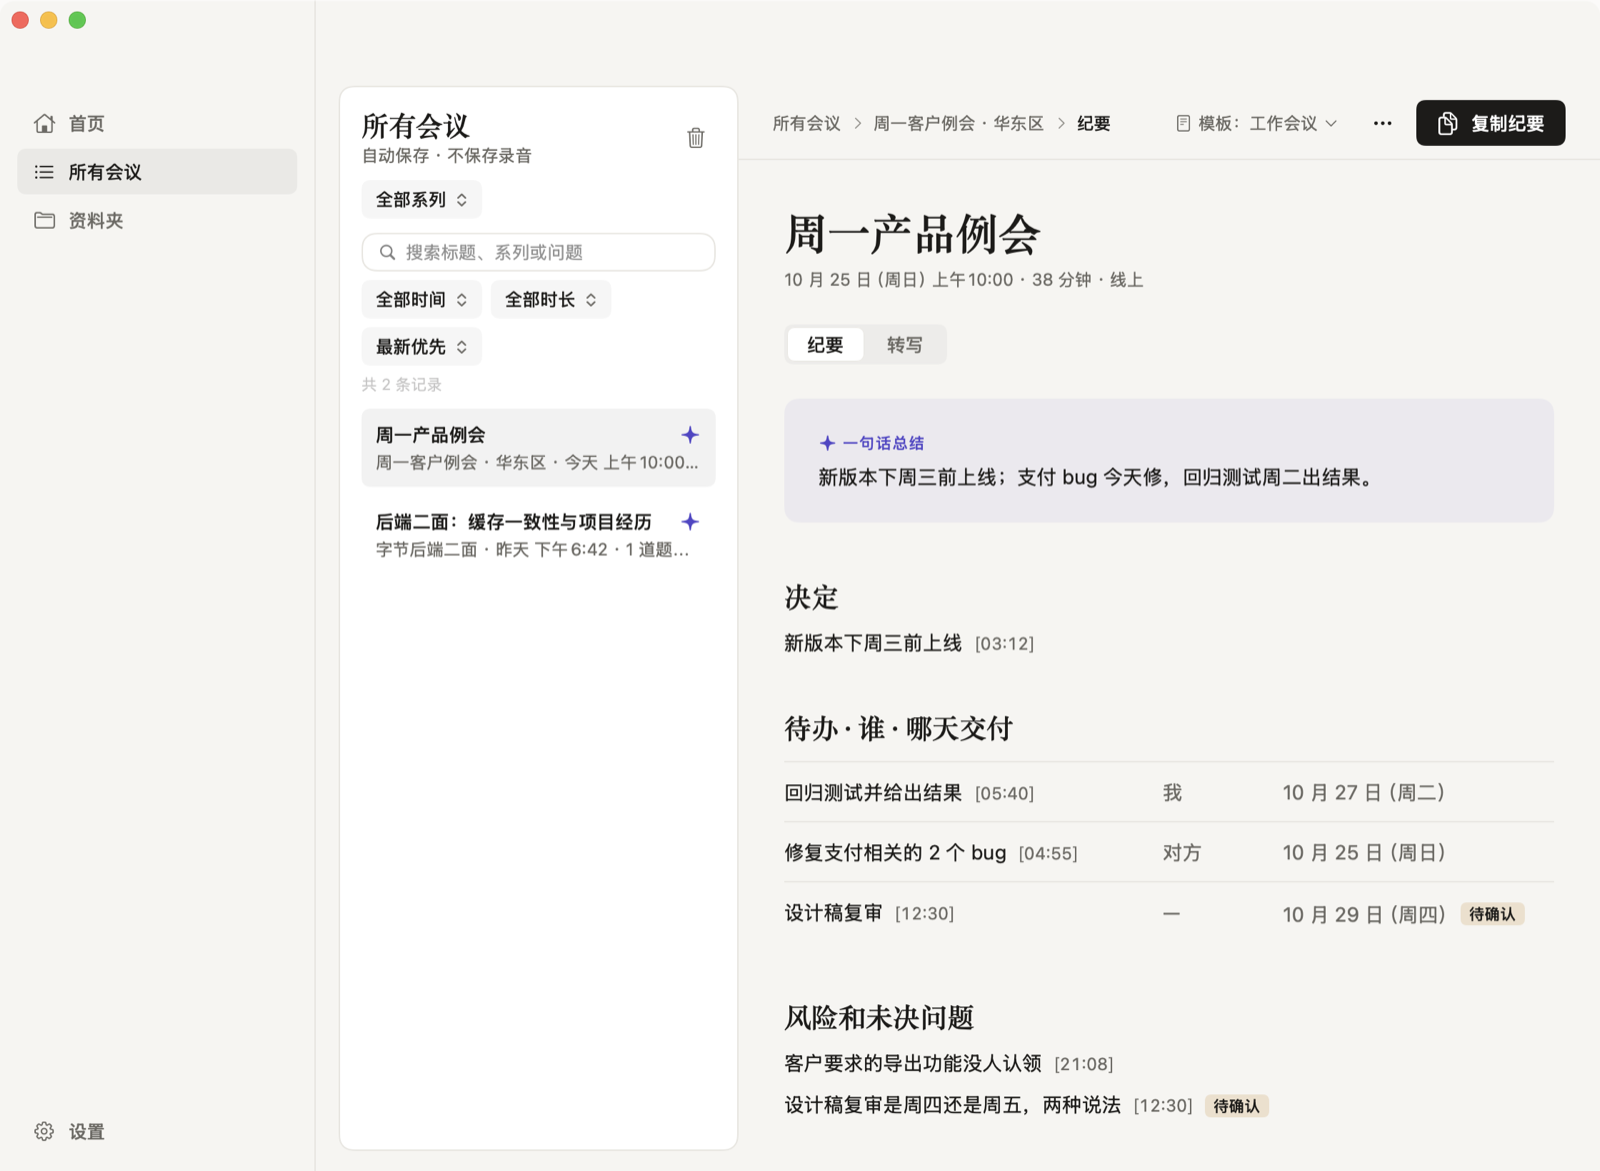 首页
所有会议
资料夹
设置
所有会议
自动保存 · 不保存录音
全部系列
搜索标题、系列或问题
全部时间 全部时长
最新优先
共 2 条记录
周一产品例会
周一客户例会 · 华东区 · 今天 上午10:00...
后端二面：缓存一致性与项目经历
字节后端二面 · 昨天 下午6:42 · 1 道题...
所有会议 > 周一客户例会 · 华东区 > 纪要 模板：工作会议 ··· 复制纪要
周一产品例会
10 月 25 日 (周日) 上午10:00 · 38 分钟 · 线上
纪要 转写
一句话总结
新版本下周三前上线；支付 bug 今天修，回归测试周二出结果。
决定
新版本下周三前上线 [03:12]
待办 · 谁 · 哪天交付
回归测试并给出结果 [05:40] 我 10 月 27 日 (周二)
修复支付相关的 2 个 bug [04:55] 对方 10 月 25 日 (周日)
设计稿复审 [12:30] — 10 月 29 日 (周四) 待确认
风险和未决问题
客户要求的导出功能没人认领 [21:08]
设计稿复审是周四还是周五，两种说法 [12:30] 待确认